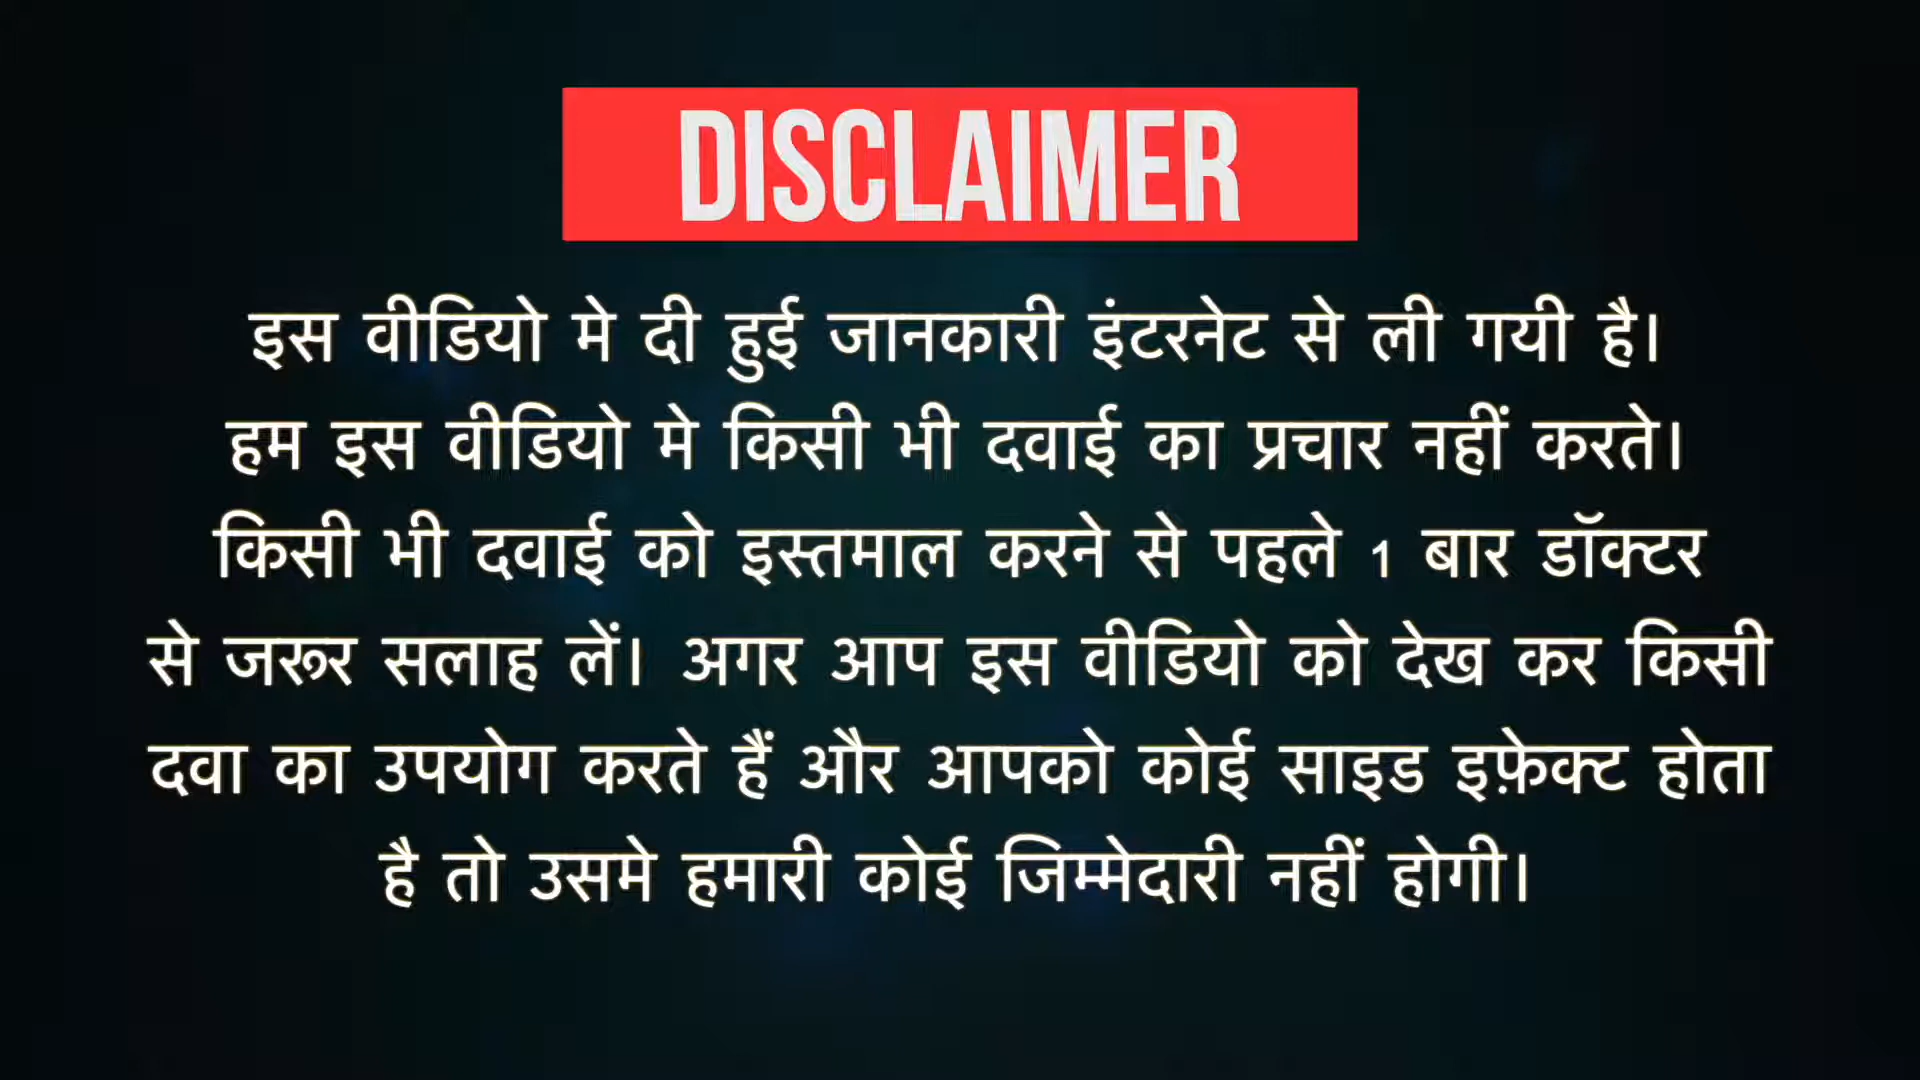 DISCLAIMER
इस वीडियो मे दी हुई जानकारी इंटरनेट से ली गयी है।
हम इस वीडियो मे किसी भी दवाई का प्रचार नहीं करते।
किसी भी दवाई को इस्तमाल करने से पहले 1 बार डॉक्टर
से जरूर सलाह लें। अगर आप इस वीडियो को देख कर किसी
दवा का उपयोग करते हैं और आपको कोई साइड इफ़ेक्ट होता
है तो उसमे हमारी कोई जिम्मेदारी नहीं होगी।